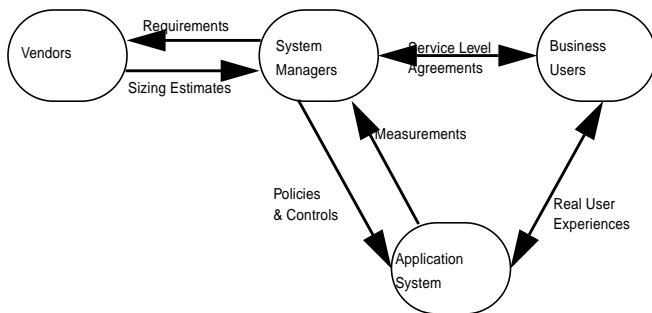 Requirements
Vendors
Sizing Estimates
System
Managers
Service Level
Agreements
Business
Users
Measurements
Policies
& Controls
Real User
Experiences
Application
System